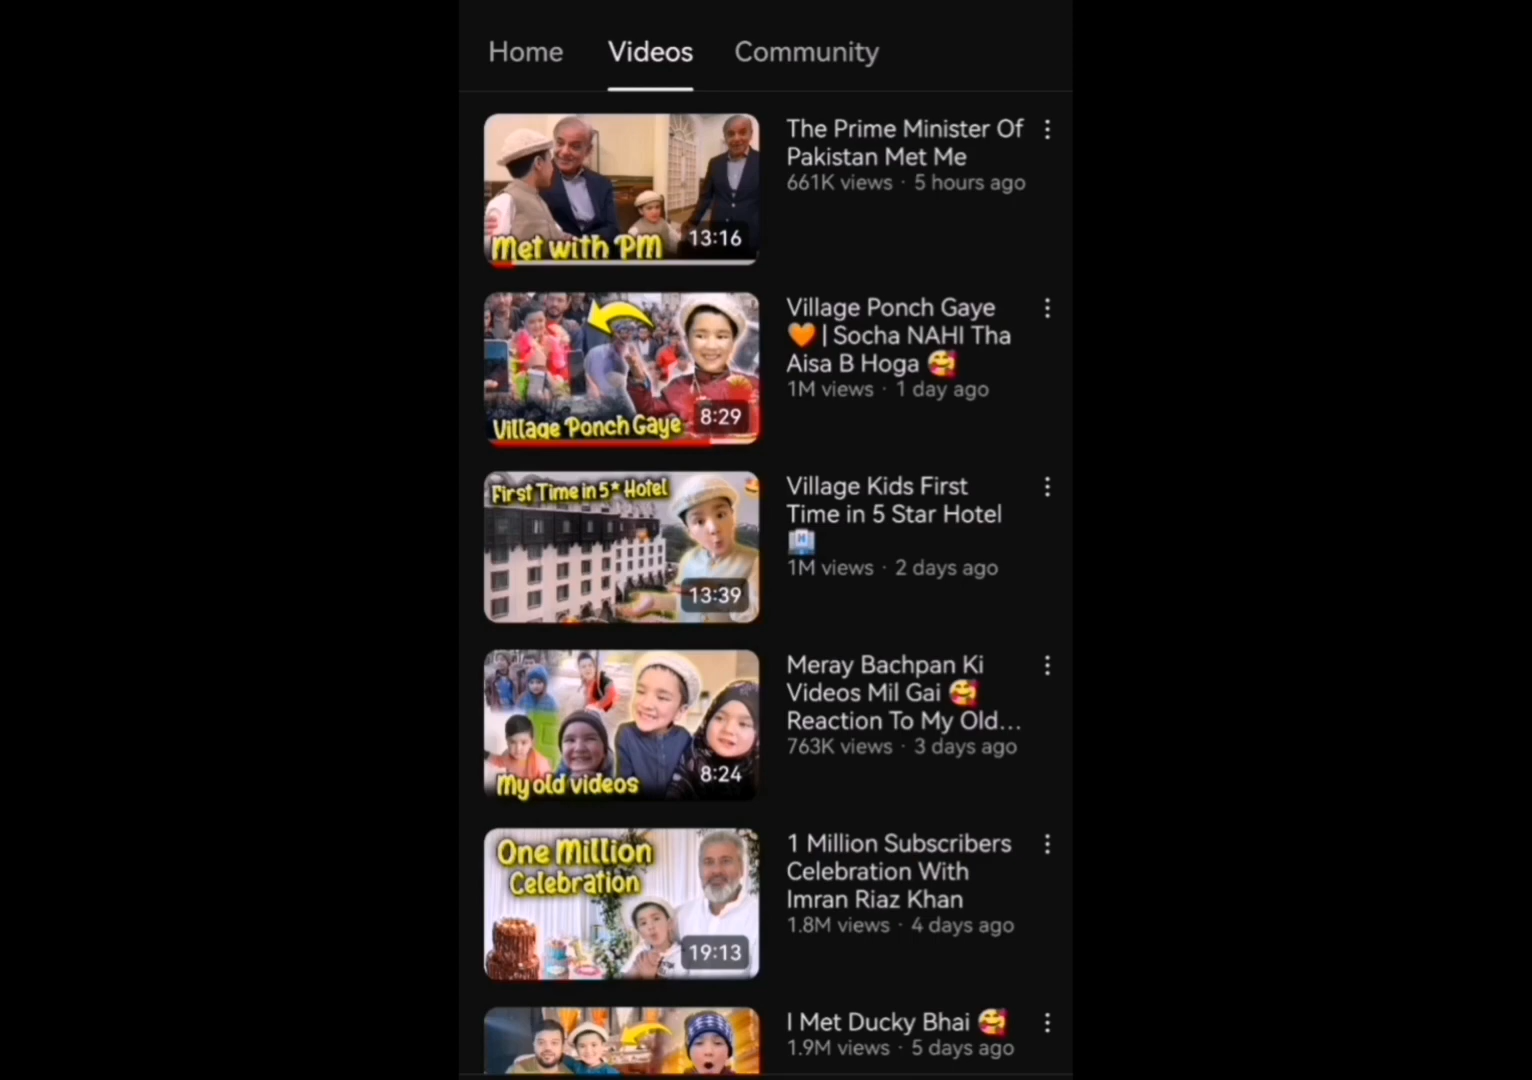 Home Videos Community
Met with PM
13:16
The Prime Minister Of
Pakistan Met Me
661K views · 5 hours ago
Village Ponch Gaye
8:29
Village Ponch Gaye
🧡 | Socha NAHI Tha
Aisa B Hoga 🥰
1M views · 1 day ago
First Time in 5* Hotel
13:39
Village Kids First
Time in 5 Star Hotel
🏨
1M views · 2 days ago
My old videos
8:24
Meray Bachpan Ki
Videos Mil Gai 🥰
Reaction To My Old...
763K views · 3 days ago
One Million
Celebration
19:13
1 Million Subscribers
Celebration With
Imran Riaz Khan
1.8M views · 4 days ago
I Met Ducky Bhai 🥰
1.9M views · 5 days ago